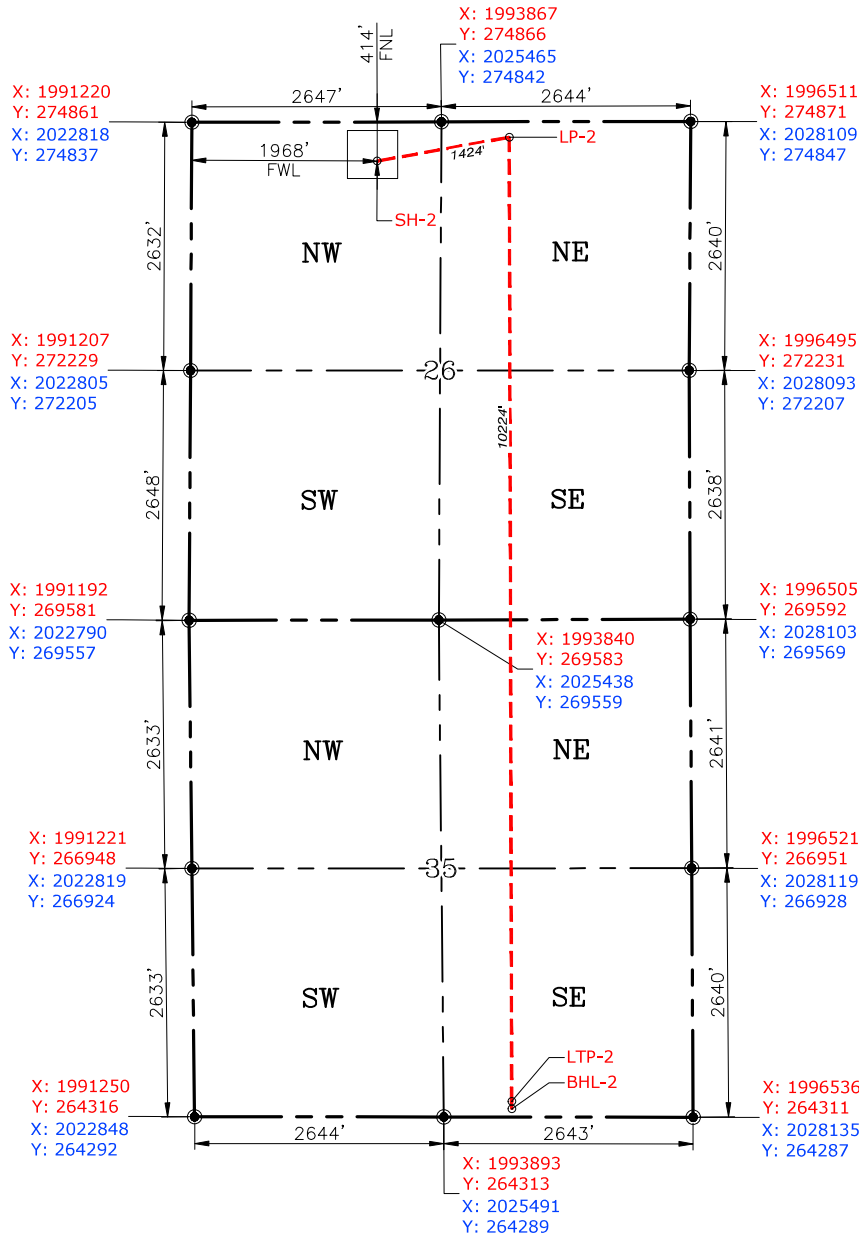 X: 1993867
Y: 274866
X: 2025465
Y: 274842
414'
FNL
X: 1991220
Y: 274861
X: 2022818
Y: 274837
2647'
2644'
X: 1996511
Y: 274871
X: 2028109
Y: 274847
1968'
FWL
1424'
LP-2
SH-2
2632'
NW
NE
2640'
X: 1991207
Y: 272229
X: 2022805
Y: 272205
26
X: 1996495
Y: 272231
X: 2028093
Y: 272207
10224'
2648'
SW
SE
2638'
X: 1991192
Y: 269581
X: 2022790
Y: 269557
X: 1993840
Y: 269583
X: 2025438
Y: 269559
X: 1996505
Y: 269592
X: 2028103
Y: 269569
2633'
NW
NE
2641'
X: 1991221
Y: 266948
X: 2022819
Y: 266924
35
X: 1996521
Y: 266951
X: 2028119
Y: 266928
2633'
SW
SE
2640'
LTP-2
BHL-2
X: 1991250
Y: 264316
X: 2022848
Y: 264292
2644'
2643'
X: 1996536
Y: 264311
X: 2028135
Y: 264287
X: 1993893
Y: 264313
X: 2025491
Y: 264289